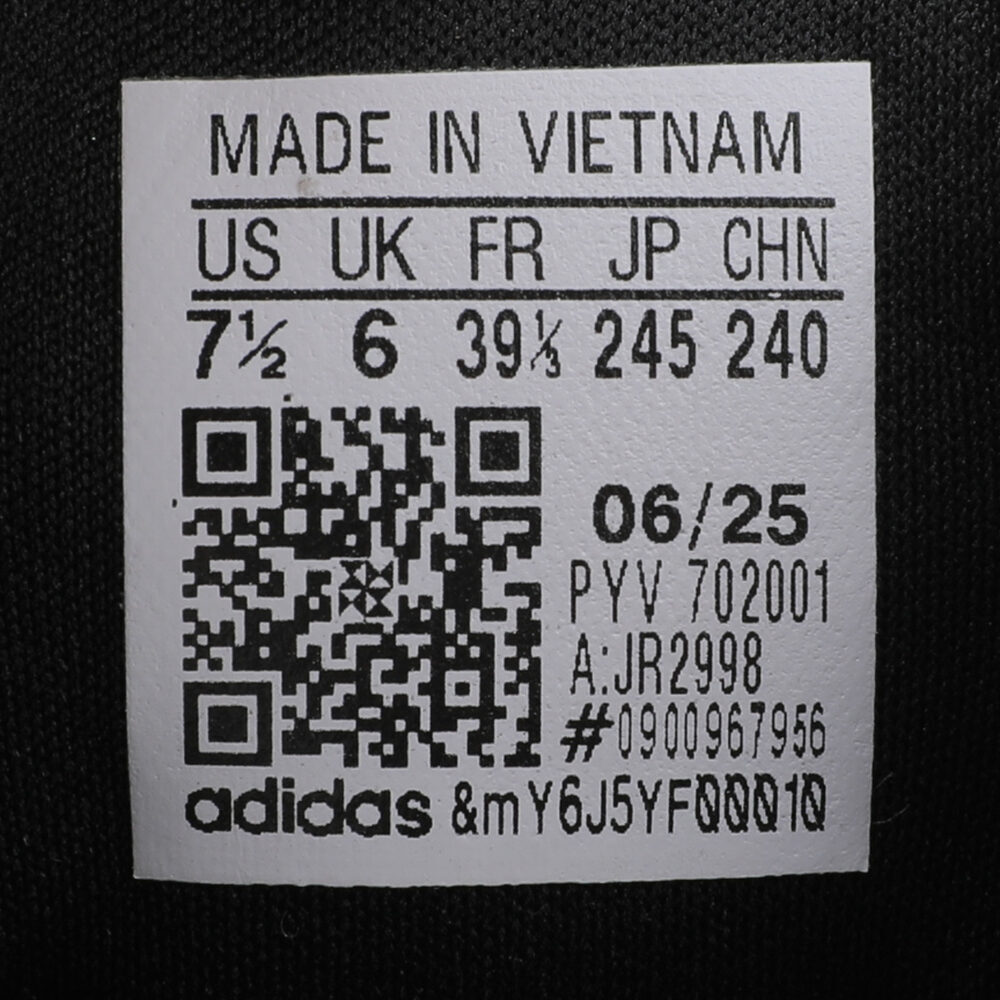 MADE IN VIETNAM
US UK FR JP CHN
7½ 6 39⅓ 245 240
06/25
PYV 702001
A:JR2998
#0900967956
adidas &mY6J5YF00010